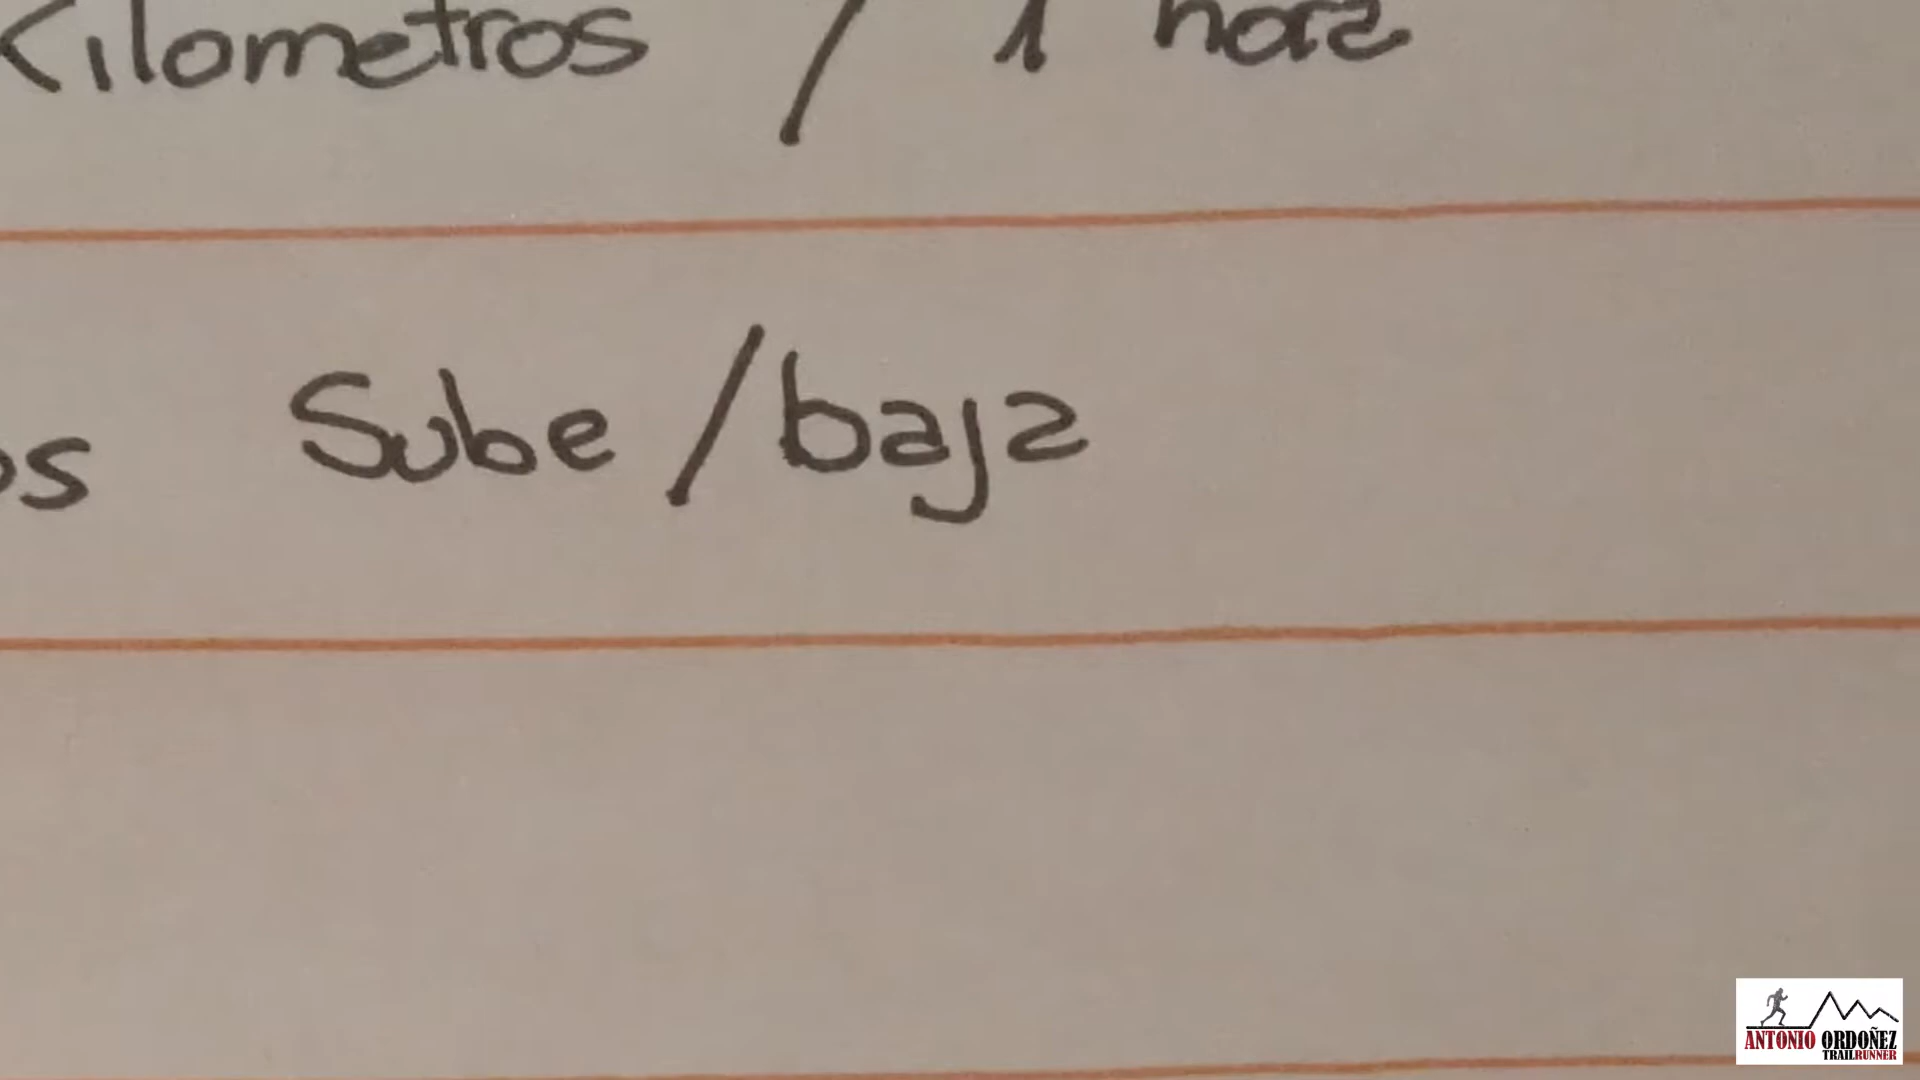 Kilometros / 1 hora
os Sube / baja
ANTONIO ORDOÑEZ
TRAILRUNNER